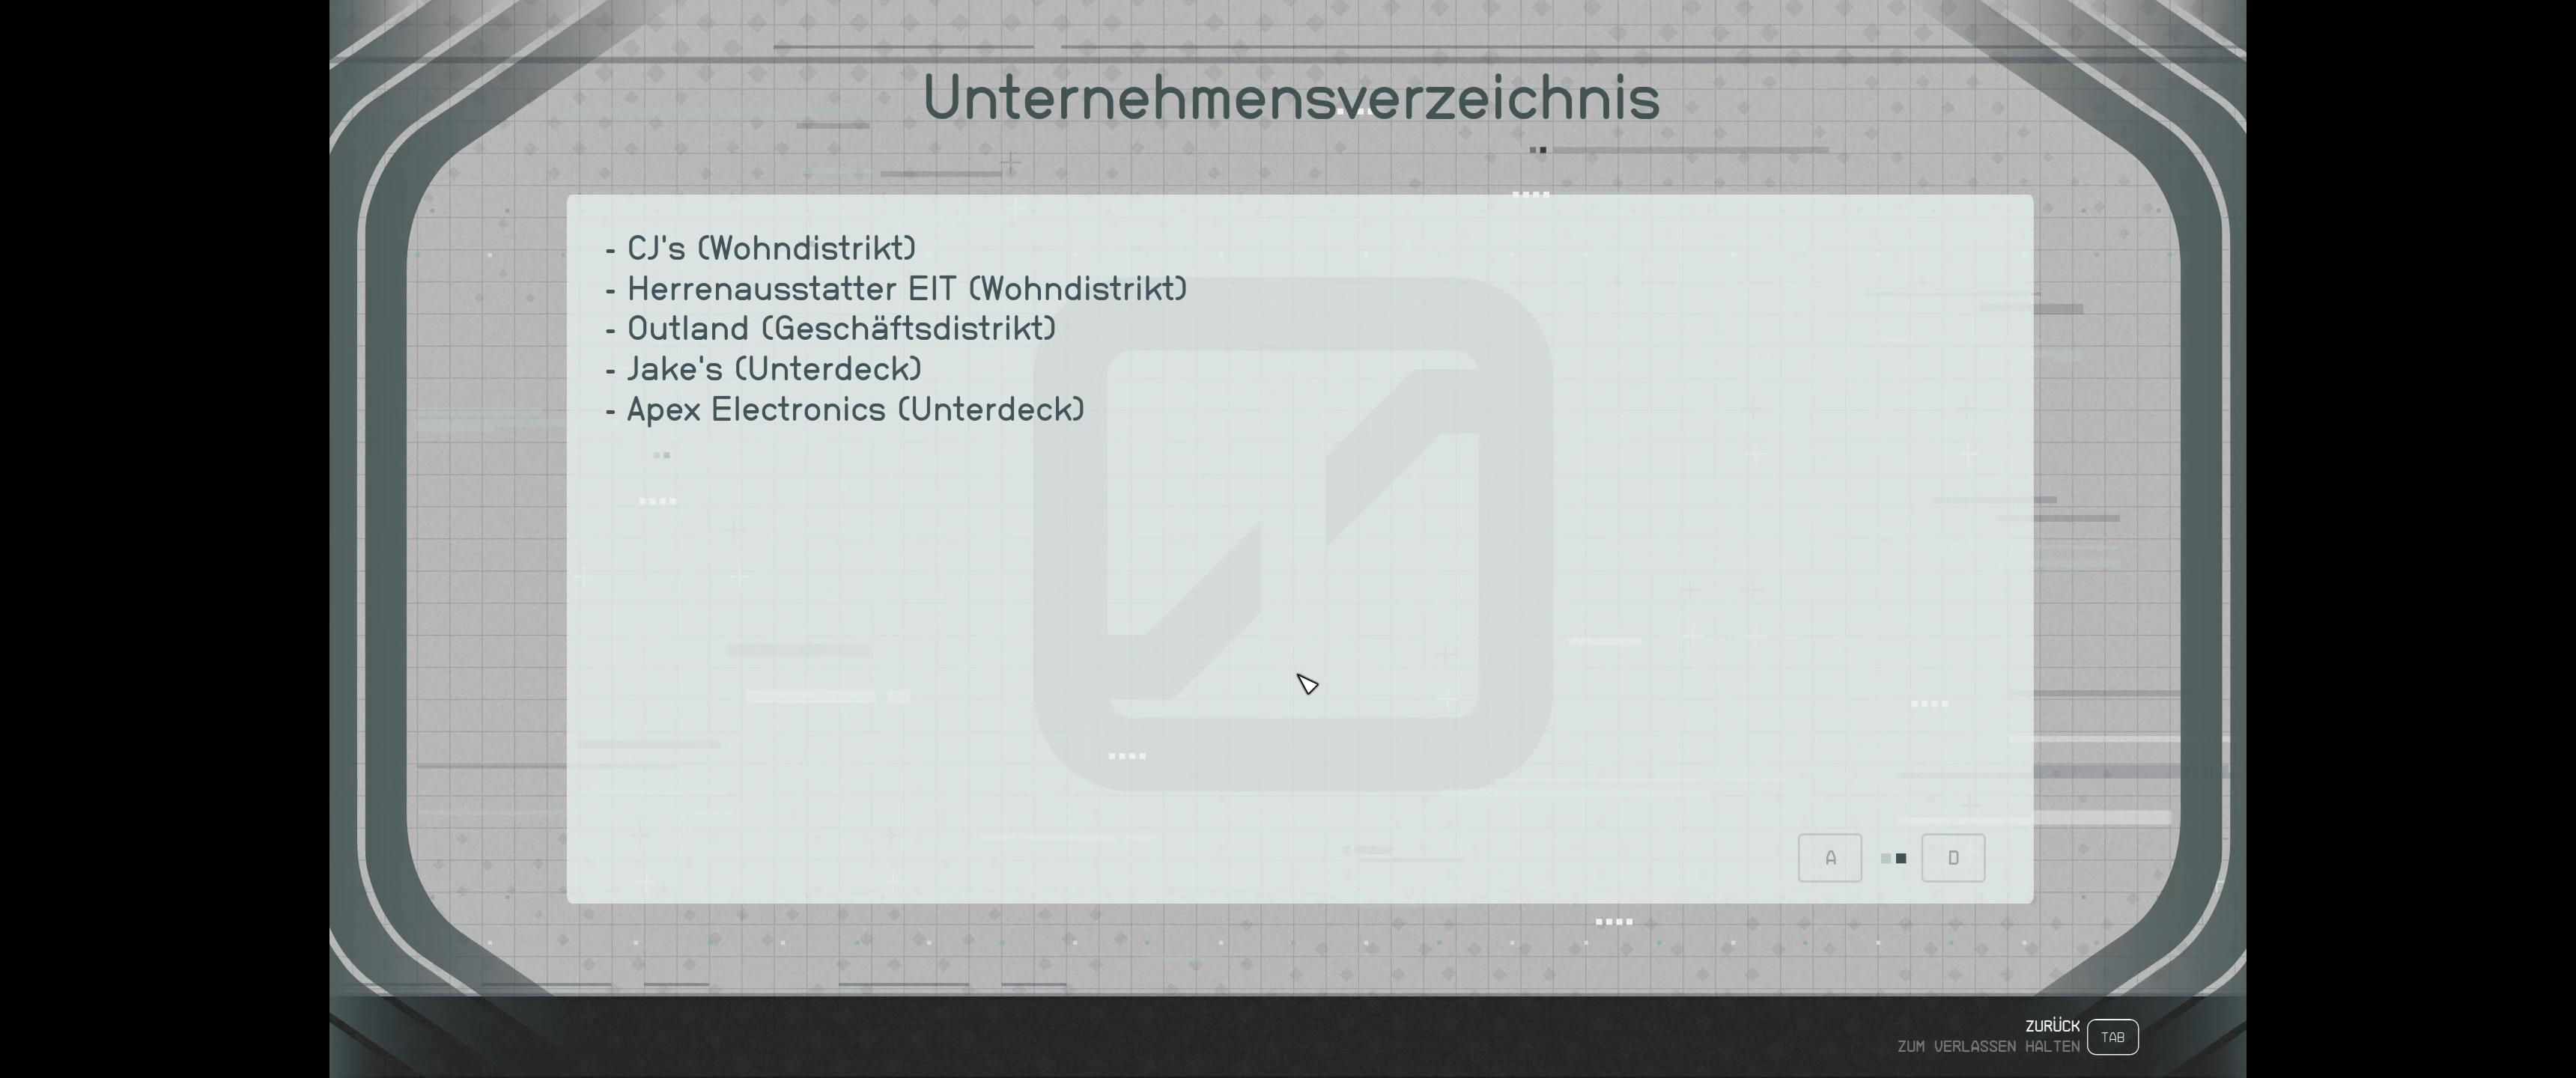 Unternehmensverzeichnis
- CJ's (Wohndistrikt)
- Herrenausstatter EIT (Wohndistrikt)
- Outland (Geschäftsdistrikt)
- Jake's (Unterdeck)
- Apex Electronics (Unterdeck)
A D
ZURÜCK
ZUM VERLASSEN HALTEN
TAB